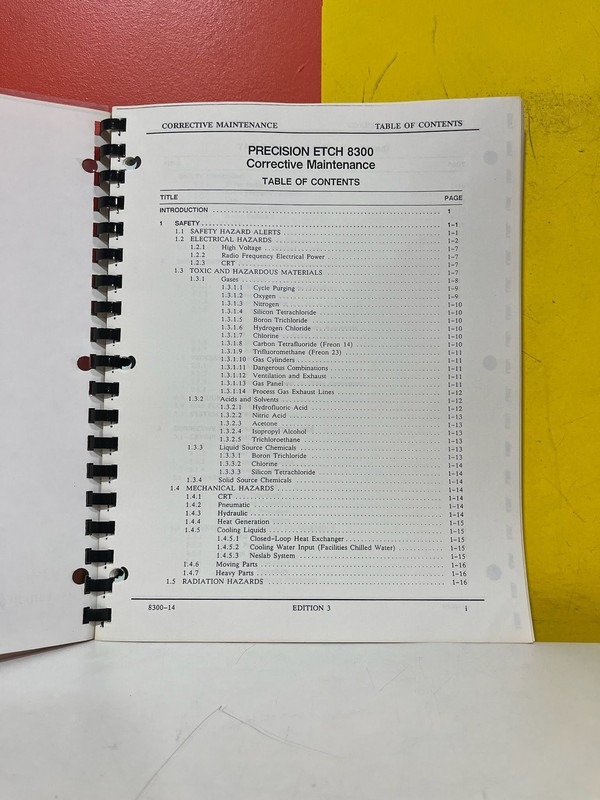 CORRECTIVE MAINTENANCE TABLE OF CONTENTS
PRECISION ETCH 8300
Corrective Maintenance
TABLE OF CONTENTS
TITLE PAGE
INTRODUCTION 1
1 SAFETY 1-1
1.1 SAFETY HAZARD ALERTS 1-1
1.2 ELECTRICAL HAZARDS 1-2
1.2.1 High Voltage 1-7
1.2.2 Radio Frequency Electrical Power 1-7
1.2.3 CRT 1-7
1.3 TOXIC AND HAZARDOUS MATERIALS 1-7
1.3.1 Gases 1-8
1.3.1.1 Cycle Purging 1-9
1.3.1.2 Oxygen 1-9
1.3.1.3 Nitrogen 1-10
1.3.1.4 Silicon Tetrachloride 1-10
1.3.1.5 Boron Trichloride 1-10
1.3.1.6 Hydrogen Chloride 1-10
1.3.1.7 Chlorine 1-10
1.3.1.8 Carbon Tetrafluoride (Freon 14) 1-10
1.3.1.9 Trifluoromethane (Freon 23) 1-11
1.3.1.10 Gas Cylinders 1-11
1.3.1.11 Dangerous Combinations 1-11
1.3.1.12 Ventilation and Exhaust 1-11
1.3.1.13 Gas Panel 1-11
1.3.1.14 Process Gas Exhaust Lines 1-12
1.3.2 Acids and Solvents 1-12
1.3.2.1 Hydrofluoric Acid 1-12
1.3.2.2 Nitric Acid 1-13
1.3.2.3 Acetone 1-13
1.3.2.4 Isopropyl Alcohol 1-13
1.3.2.5 Trichloroethane 1-13
1.3.3 Liquid Source Chemicals 1-13
1.3.3.1 Boron Trichloride 1-13
1.3.3.2 Chlorine 1-14
1.3.3.3 Silicon Tetrachloride 1-14
1.3.4 Solid Source Chemicals 1-14
1.4 MECHANICAL HAZARDS 1-14
1.4.1 CRT 1-14
1.4.2 Pneumatic 1-14
1.4.3 Hydraulic 1-14
1.4.4 Heat Generation 1-15
1.4.5 Cooling Liquids 1-15
1.4.5.1 Closed-Loop Heat Exchanger 1-15
1.4.5.2 Cooling Water Input (Facilities Chilled Water) 1-15
1.4.5.3 Neslab System 1-15
1.4.6 Moving Parts 1-16
1.4.7 Heavy Parts 1-16
1.5 RADIATION HAZARDS 1-16
8300-14 EDITION 3 i